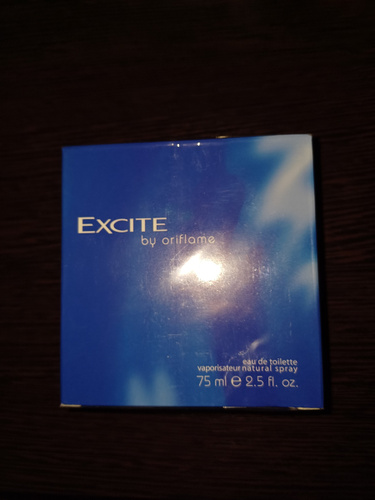 EXCITE
by oriflame
eau de toilette
vaporisateur natural spray
75 ml ℮ 2.5 fl. oz.